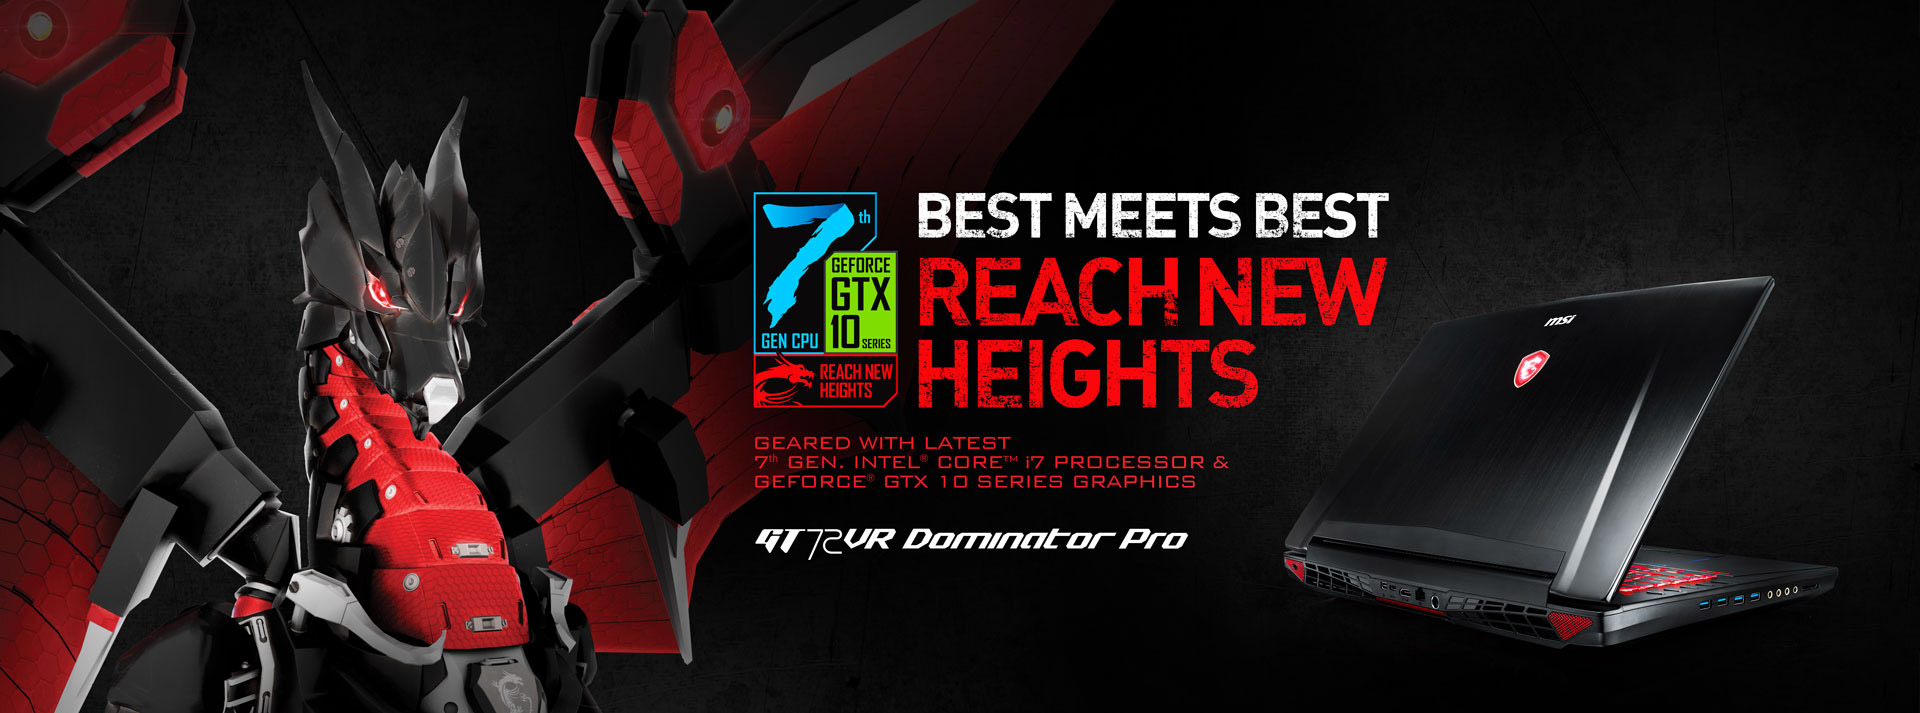 7th
GEN CPU
GEFORCE
GTX
10 SERIES
REACH NEW
HEIGHTS
BEST MEETS BEST
REACH NEW
HEIGHTS
GEARED WITH LATEST
7th GEN. INTEL® CORE™ i7 PROCESSOR &
GEFORCE® GTX 10 SERIES GRAPHICS
GT72VR Dominator Pro
msi